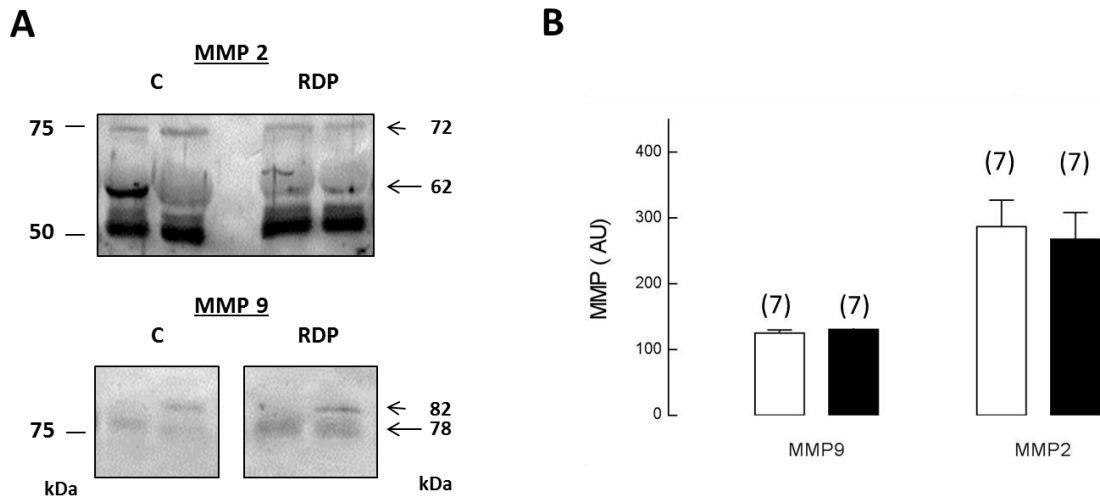 A
MMP 2
C RDP
75 72
62
50
MMP 9
C RDP
82
75 78
kDa kDa
B
MMP ( AU)
400
300
200
100
0
(7) (7)
(7) (7)
MMP9 MMP2